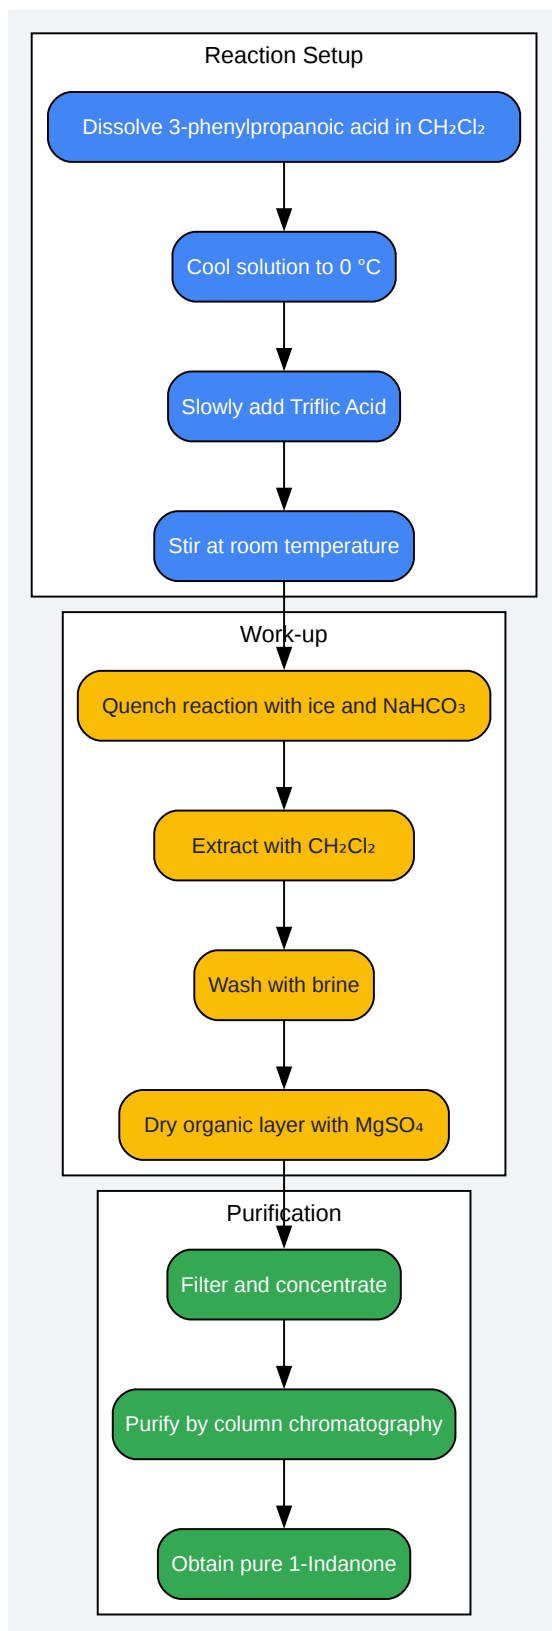 Reaction Setup
Dissolve 3-phenylpropanoic acid in CH₂Cl₂
Cool solution to 0 °C
Slowly add Triflic Acid
Stir at room temperature
Work-up
Quench reaction with ice and NaHCO₃
Extract with CH₂Cl₂
Wash with brine
Dry organic layer with MgSO₄
Purification
Filter and concentrate
Purify by column chromatography
Obtain pure 1-Indanone